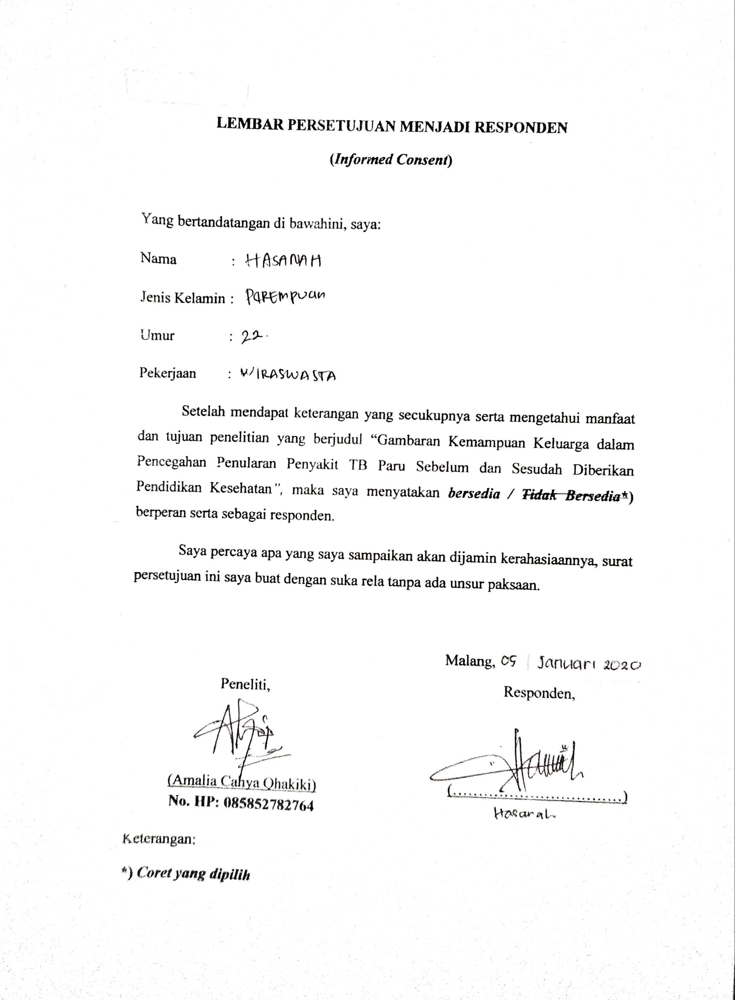 LEMBAR PERSETUJUAN MENJADI RESPONDEN
(Informed Consent)
Yang bertandatangan di bawahini, saya:
Nama : HASANAH
Jenis Kelamin : Parempuan
Umur : 22.
Pekerjaan : WIRASWASTA
Setelah mendapat keterangan yang secukupnya serta mengetahui manfaat
dan tujuan penelitian yang berjudul “Gambaran Kemampuan Keluarga dalam
Pencegahan Penularan Penyakit TB Paru Sebelum dan Sesudah Diberikan
Pendidikan Kesehatan”, maka saya menyatakan bersedia / Tidak Bersedia*)
berperan serta sebagai responden.
Saya percaya apa yang saya sampaikan akan dijamin kerahasiaannya, surat
persetujuan ini saya buat dengan suka rela tanpa ada unsur paksaan.
Malang, Januari 2020
Peneliti,
Responden,
(Amalia Cahya Qhakiki)
(....................................)
No. HP: 085852782764
Hasanah
Keterangan:
*) Coret yang dipilih